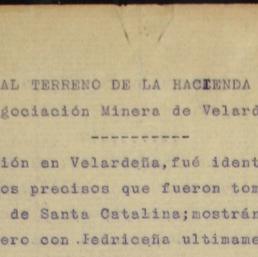 AL TERRENO DE LA HACIENDA
gociación Minera de Velard
----------
ión en Velardeña,fué ident
os precisos que fueron tom
de Santa Catalina;mostrán
ero con Pedriceña ultimame